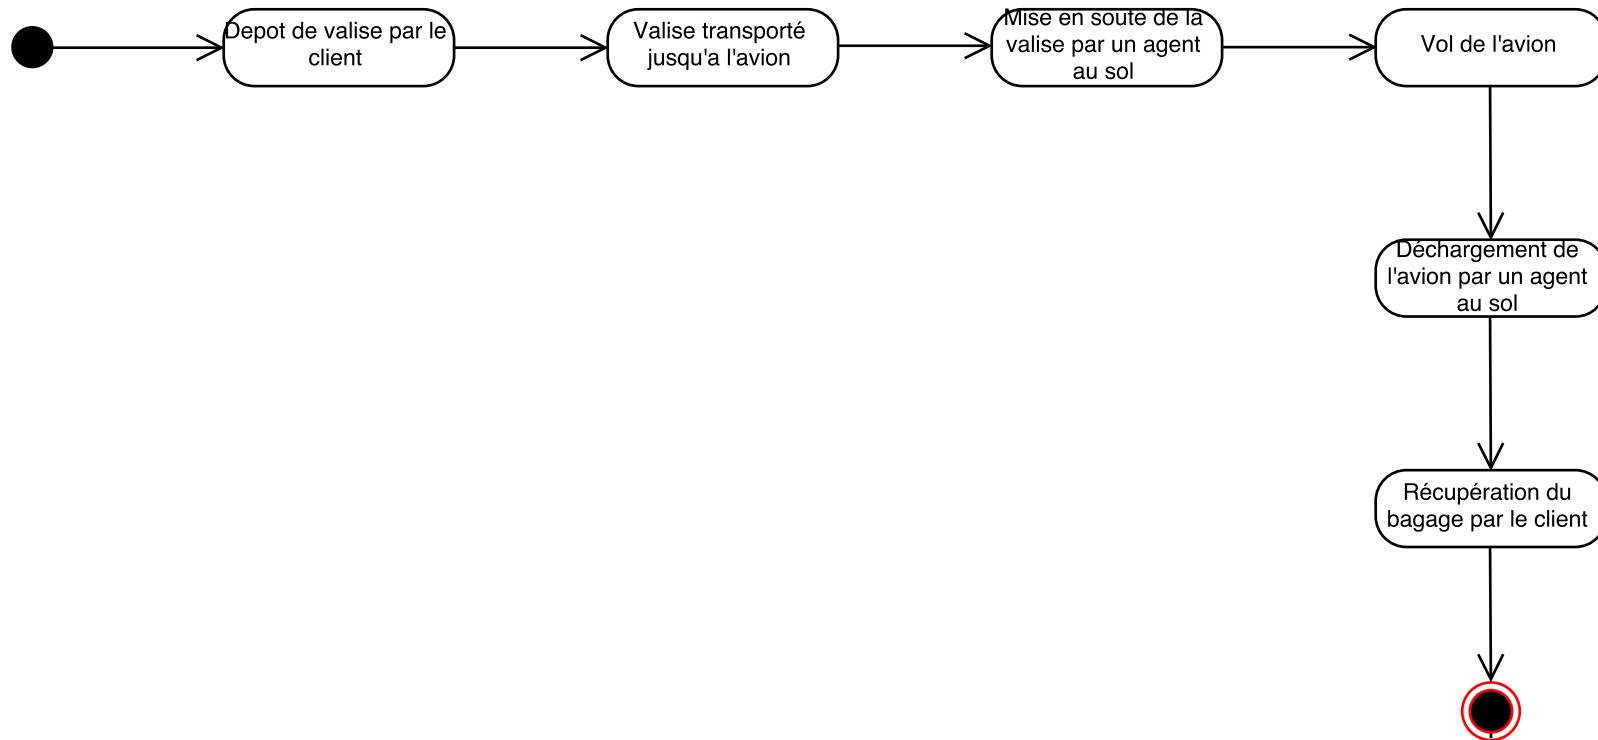 Depot de valise par le
client
Valise transporté
jusqu'a l'avion
Mise en soute de la
valise par un agent
au sol
Vol de l'avion
Déchargement de
l'avion par un agent
au sol
Récupération du
bagage par le client